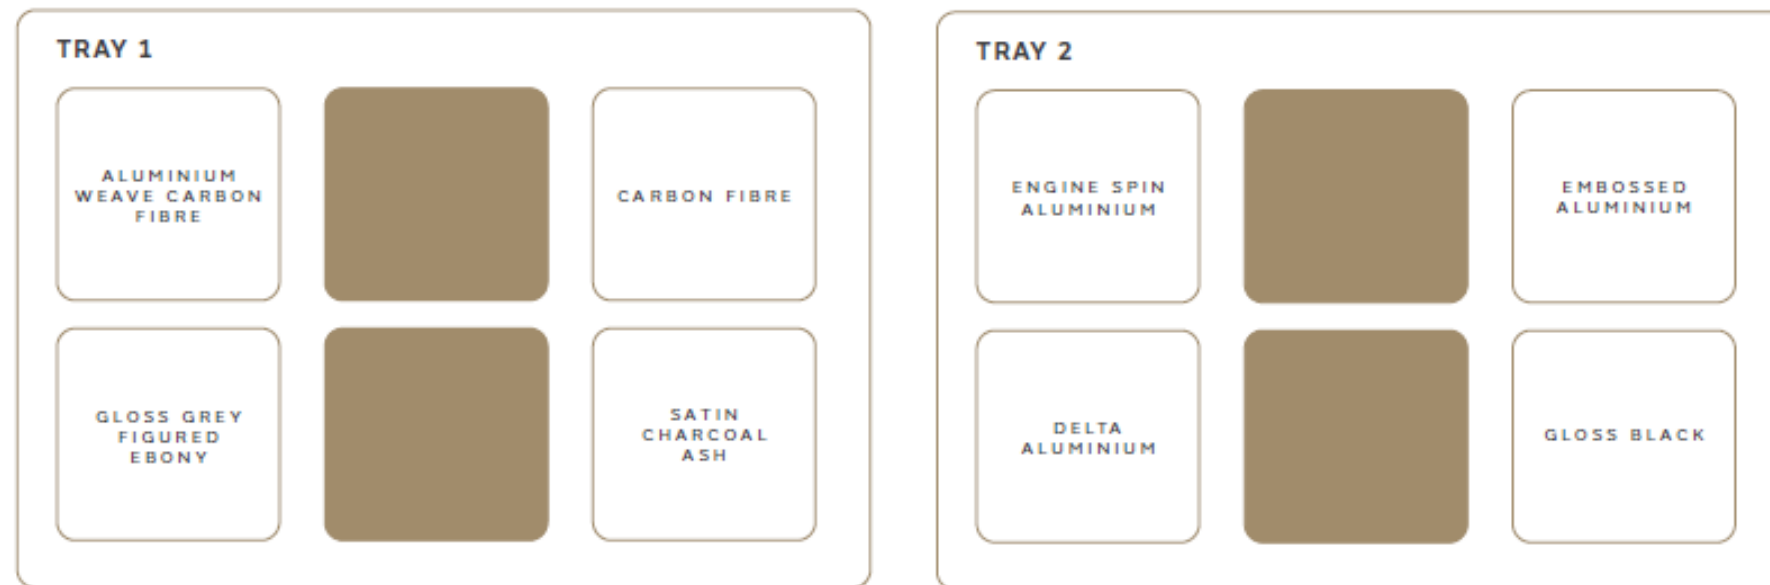 TRAY 1
ALUMINIUM
WEAVE CARBON
FIBRE
CARBON FIBRE
GLOSS GREY
FIGURED
EBONY
SATIN
CHARCOAL
ASH
TRAY 2
ENGINE SPIN
ALUMINIUM
EMBOSSED
ALUMINIUM
DELTA
ALUMINIUM
GLOSS BLACK